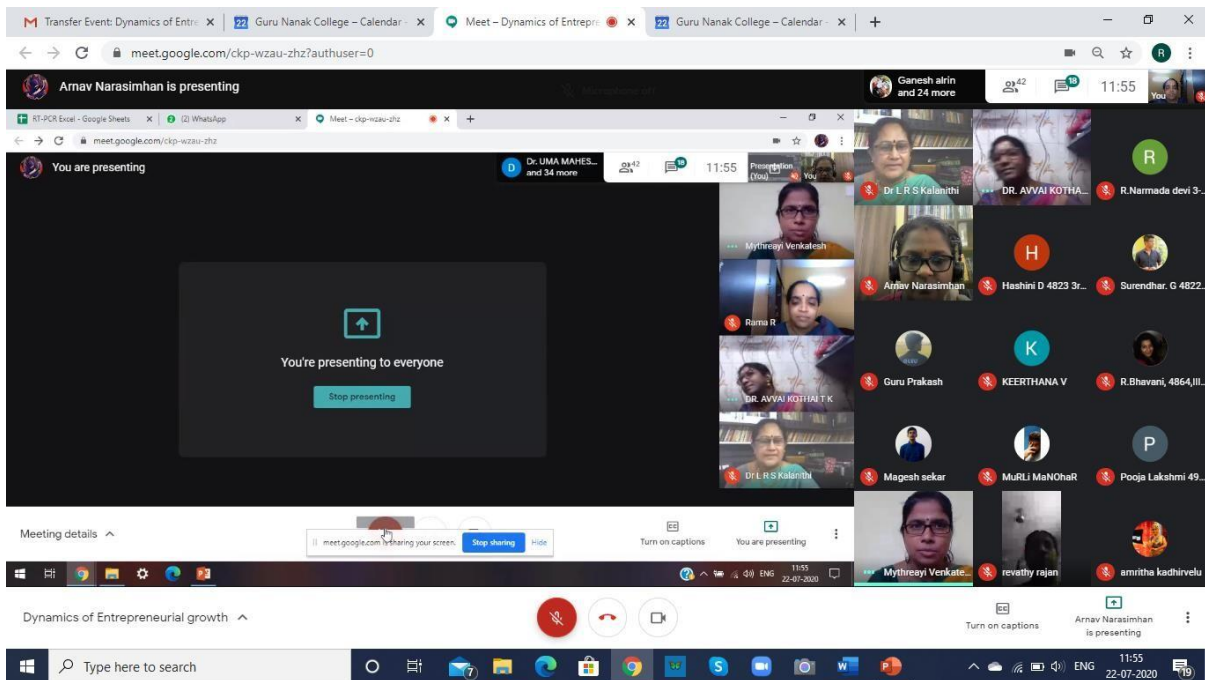 Transfer Event: Dynamics of Entre
22 Guru Nanak College – Calendar -
Meet – Dynamics of Entrepre
22 Guru Nanak College – Calendar -
meet.google.com/ckp-wzau-zhz?authuser=0
R
Arnav Narasimhan is presenting
Ganesh alrin
and 24 more
42
18
11:55
You
RT-PCR Excel - Google Sheets
(2) WhatsApp
Meet – ckp-wzau-zhz
meet.google.com/ckp-wzau-zhz
You are presenting
D
Dr. UMA MAHES...
and 34 more
42
18
11:55
Presentation
(You)
You
Mythreayi Venkatesh
Rama R
DR. AVVAI KOTHAI T K
Dr L R S Kalanithi
You're presenting to everyone
Stop presenting
Meeting details
meet.google.com is sharing your screen.
Stop sharing
Hide
Turn on captions
You are presenting
ENG
11:55
22-07-2020
Dr L R S Kalanithi
DR. AVVAI KOTHA...
R
R.Narmada devi 3-...
Arnav Narasimhan
H
Hashini D 4823 3r...
Surendhar. G 4822...
Guru Prakash
K
KEERTHANA V
R.Bhavani, 4864,III...
Magesh sekar
MuRLi MaNOhaR
P
Pooja Lakshmi 49...
Mythreayi Venkate...
revathy rajan
amritha kadhirvelu
Dynamics of Entrepreneurial growth
Turn on captions
Arnav Narasimhan
is presenting
Type here to search
7
ENG
11:55
22-07-2020
19